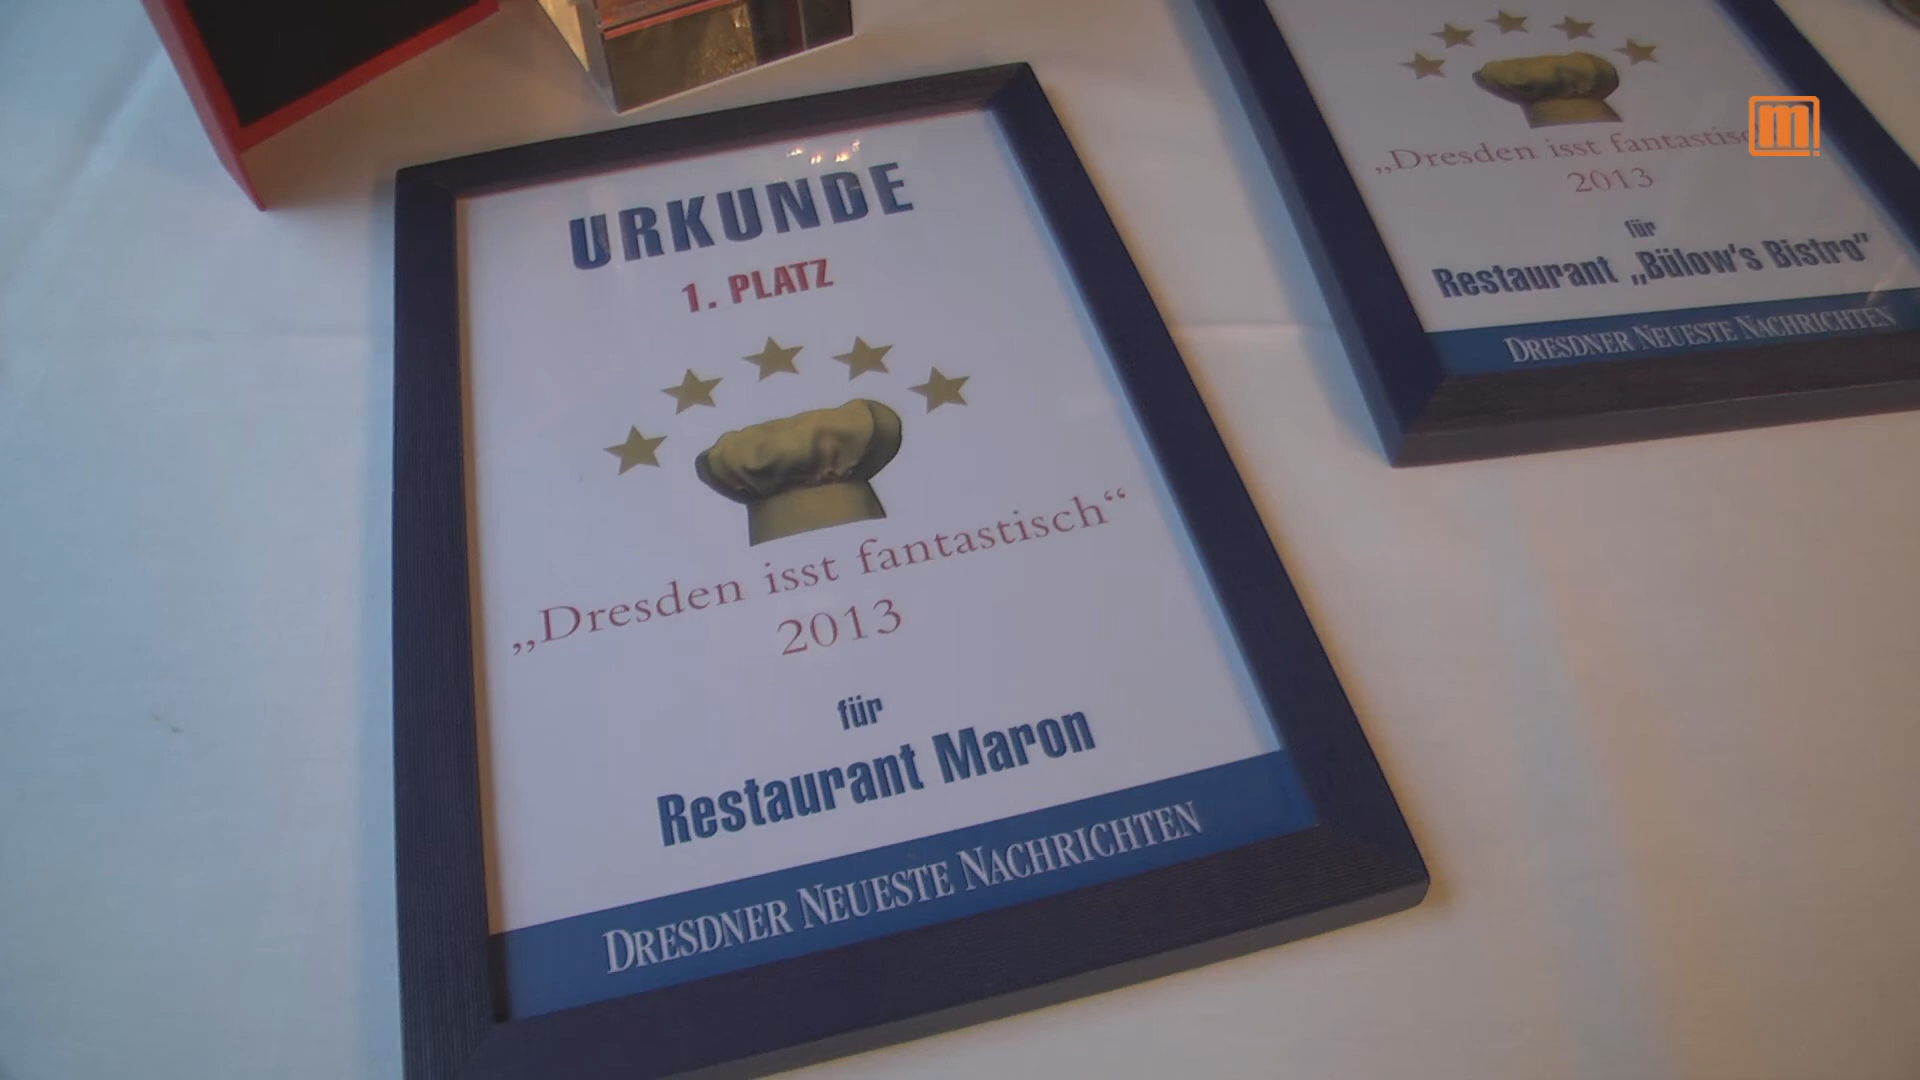 URKUNDE
1. PLATZ
„Dresden isst fantastisch“
2013
für
Restaurant Maron
DRESDNER NEUESTE NACHRICHTEN
„Dresden isst
2013
für
Restaurant „Bülow's Bistro”
DRESDNER NEUESTE NACHRICHTEN
m